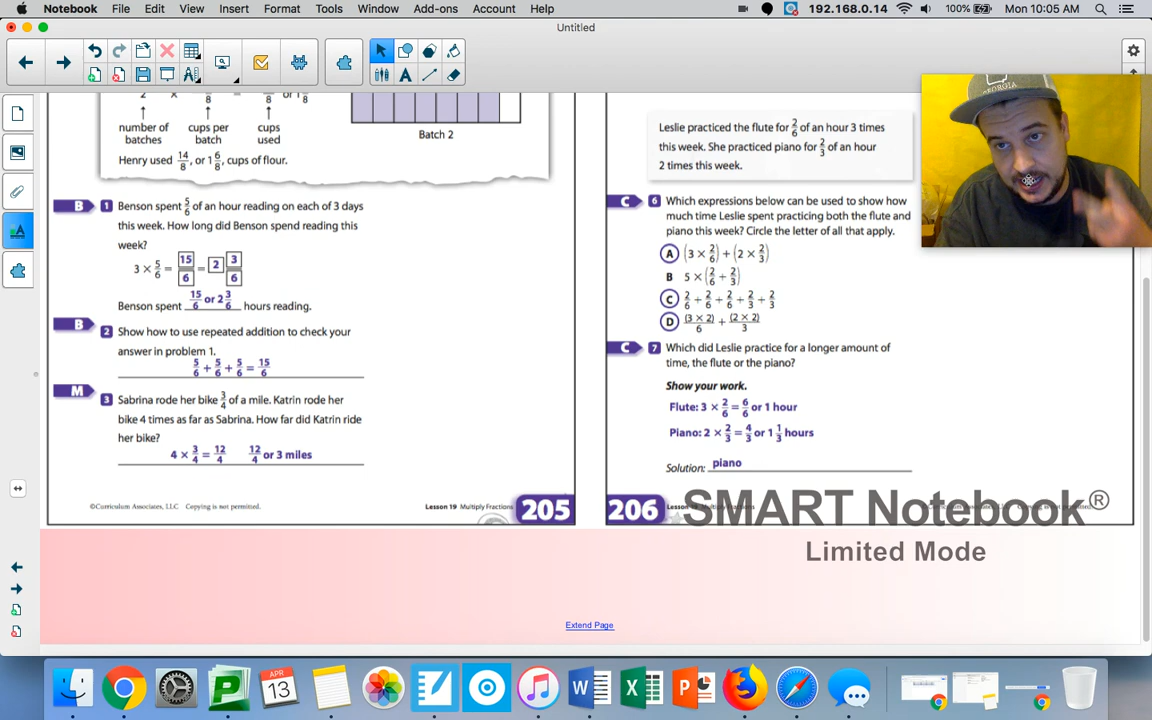 Notebook File Edit View Insert Format Tools Window Add-ons Account Help 192.168.0.14 100% Mon 10:05 AM
Untitled
2 × 8 = 8 or 1 8
number of batches cups per batch cups used
Batch 2
Henry used 14/8, or 1 6/8, cups of flour.
B 1 Benson spent 5/6 of an hour reading on each of 3 days
this week. How long did Benson spend reading this
week?
3 × 5/6 = 15/6 = 2 3/6
Benson spent 15/6 or 2 3/6 hours reading.
B 2 Show how to use repeated addition to check your
answer in problem 1.
5/6 + 5/6 + 5/6 = 15/6
M 3 Sabrina rode her bike 3/4 of a mile. Katrin rode her
bike 4 times as far as Sabrina. How far did Katrin ride
her bike?
4 × 3/4 = 12/4 12/4 or 3 miles
©Curriculum Associates, LLC Copying is not permitted. Lesson 19 Multiply Fractions 205
Leslie practiced the flute for 2/6 of an hour 3 times
this week. She practiced piano for 2/3 of an hour
2 times this week.
C 6 Which expressions below can be used to show how
much time Leslie spent practicing both the flute and
piano this week? Circle the letter of all that apply.
A (3 × 2/6) + (2 × 2/3)
B 5 × (2/6 + 2/3)
C 2/6 + 2/6 + 2/6 + 2/3 + 2/3
D (3 × 2)/6 + (2 × 2)/3
C 7 Which did Leslie practice for a longer amount of
time, the flute or the piano?
Show your work.
Flute: 3 × 2/6 = 6/6 or 1 hour
Piano: 2 × 2/3 = 4/3 or 1 1/3 hours
Solution: piano
206
SMART Notebook®
Limited Mode
Extend Page
APR
13
GEORGIA